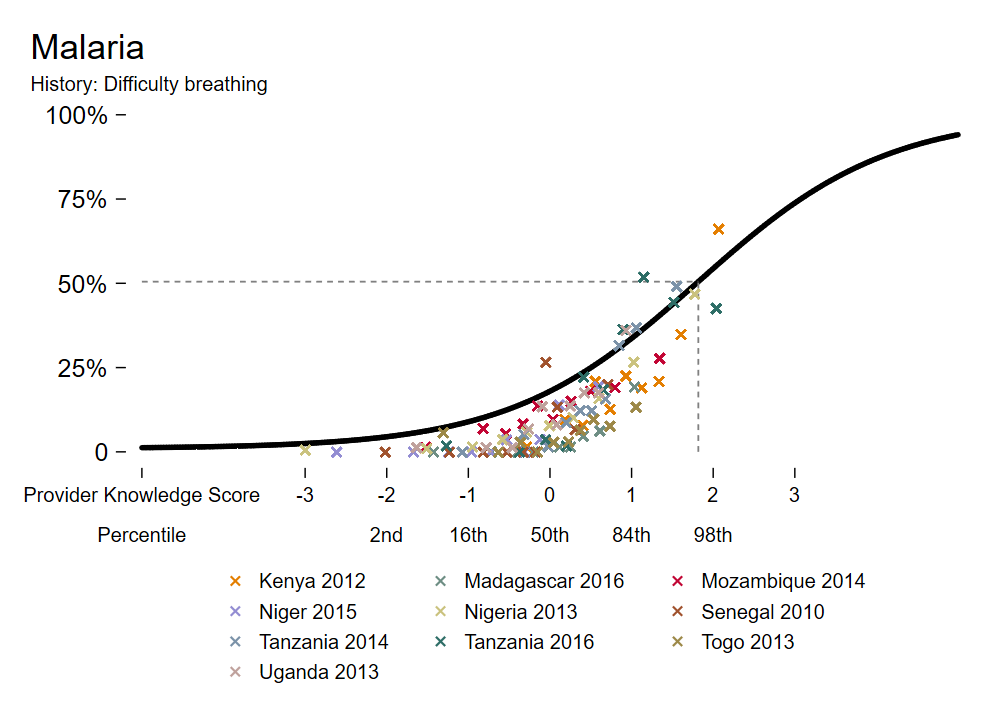 Malaria
History: Difficulty breathing
100%
75%
50%
25%
0
Provider Knowledge Score -3 -2 -1 0 1 2 3
Percentile 2nd 16th 50th 84th 98th
Kenya 2012 Madagascar 2016 Mozambique 2014
Niger 2015 Nigeria 2013 Senegal 2010
Tanzania 2014 Tanzania 2016 Togo 2013
Uganda 2013